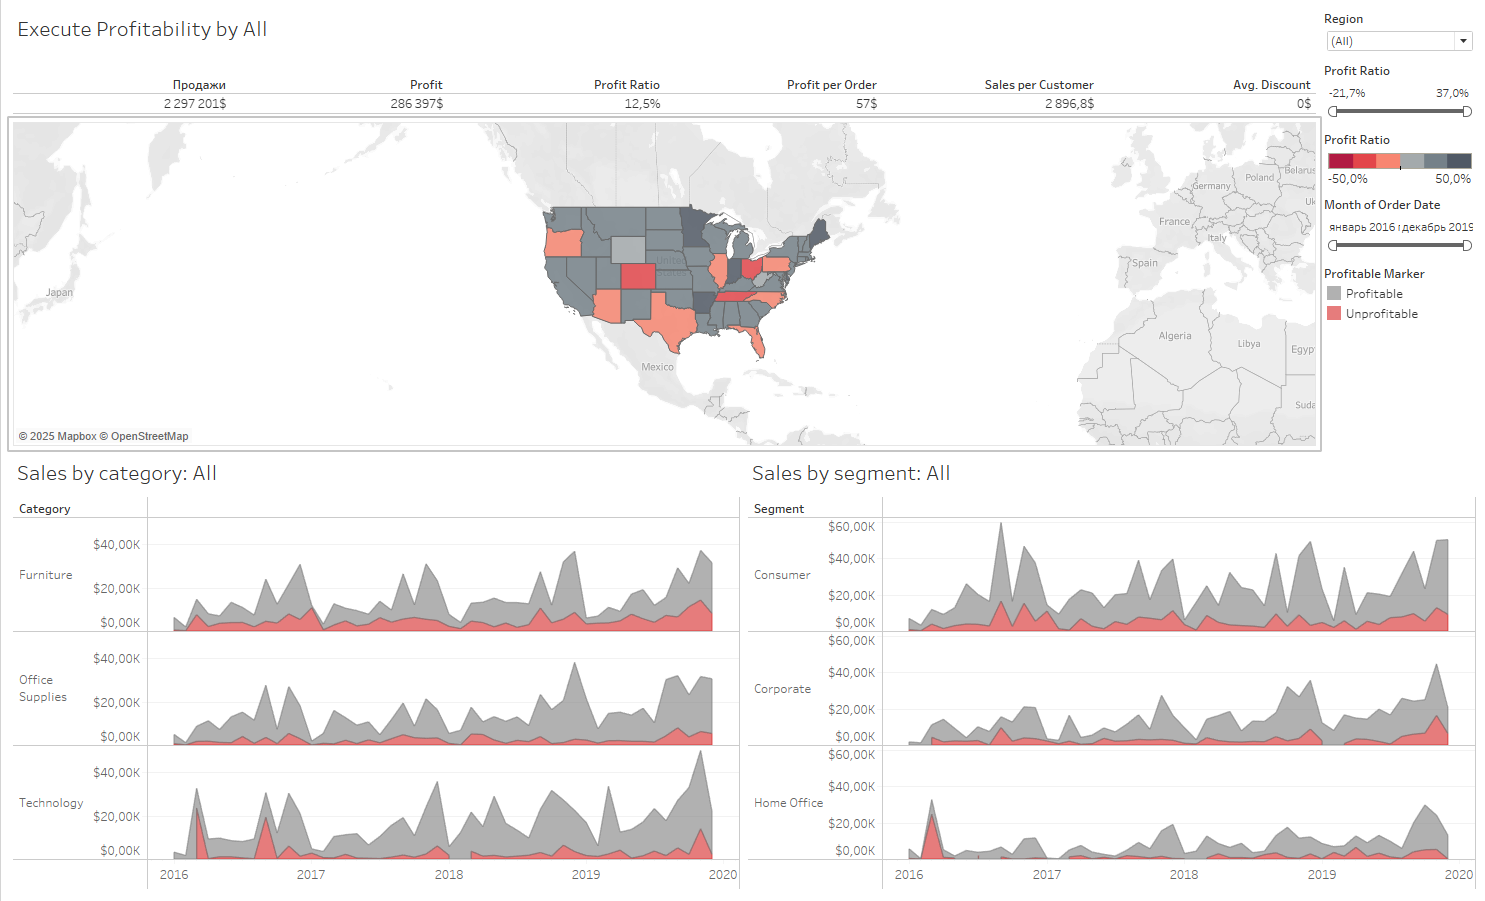 Execute Profitability by All
Region
(All)
Profit Ratio
-21,7% 37,0%
Profit Ratio
-50,0% 50,0%
Month of Order Date
январь 2016 г. декабрь 2019
Profitable Marker
Profitable
Unprofitable
Продажи Profit Profit Ratio Profit per Order Sales per Customer Avg. Discount
2 297 201$ 286 397$ 12,5% 57$ 2 896,8$ 0$
Japan
United States
Mexico
Germany
Poland
Belarus
Uk
France
Italy
Spain
Algeria
Libya
Egyp
Suda
© 2025 Mapbox © OpenStreetMap
Sales by category: All
Category
Furniture
$40,00K
$20,00K
$0,00K
Office
Supplies
$40,00K
$20,00K
$0,00K
Technology
$40,00K
$20,00K
$0,00K
2016 2017 2018 2019 2020
Sales by segment: All
Segment
Consumer
$60,00K
$40,00K
$20,00K
$0,00K
Corporate
$60,00K
$40,00K
$20,00K
$0,00K
Home Office
$60,00K
$40,00K
$20,00K
$0,00K
2016 2017 2018 2019 2020